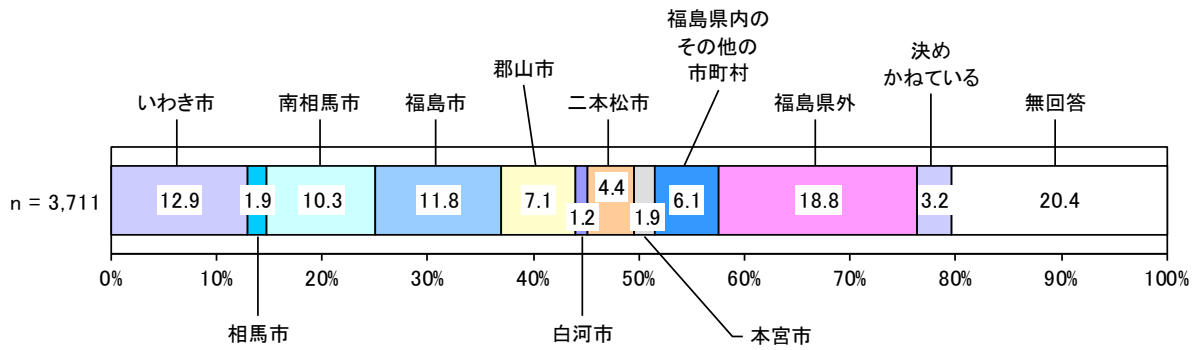 福島県内の
その他の
市町村
決め
かねている
郡山市
いわき市
南相馬市
福島市
二本松市
福島県外
無回答
n = 3,711
12.9
1.9
10.3
11.8
7.1
1.2
4.4
1.9
6.1
18.8
3.2
20.4
0%
10%
20%
30%
40%
50%
60%
70%
80%
90%
100%
相馬市
白河市
本宮市